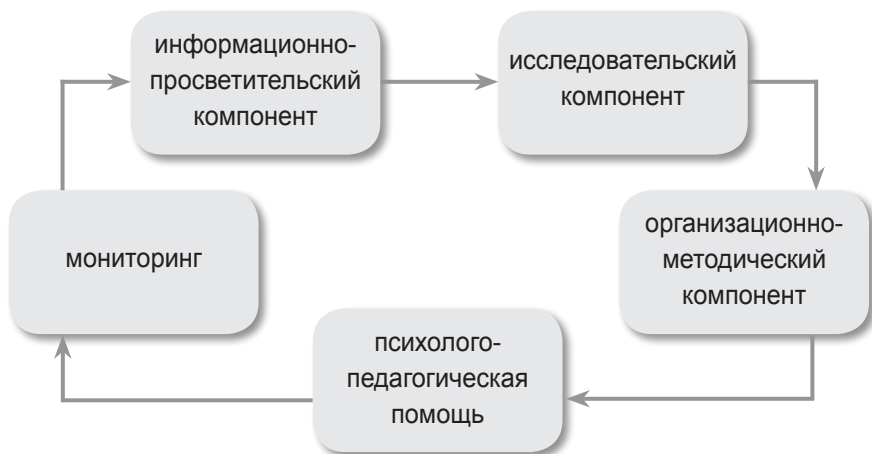 информационно-
просветительский
компонент
исследовательский
компонент
организационно-
методический
компонент
психолого-
педагогическая
помощь
мониторинг